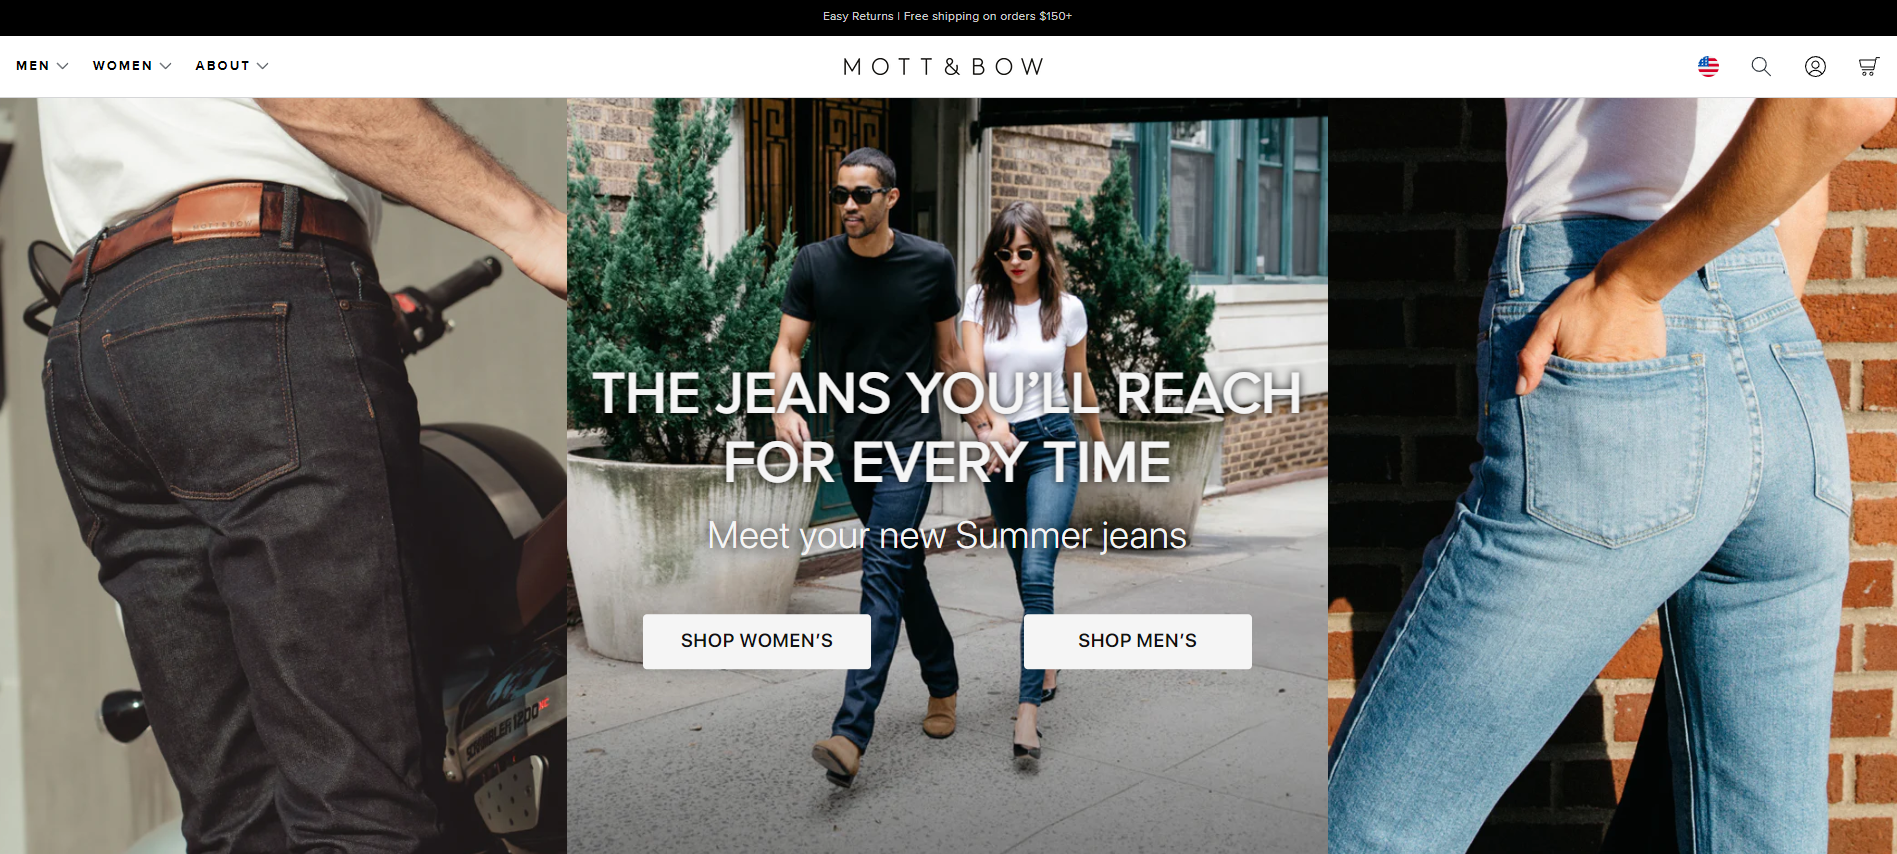 Easy Returns | Free shipping on orders $150+
MEN
WOMEN
ABOUT
MOTT & BOW
THE JEANS YOU'LL REACH
FOR EVERY TIME
Meet your new Summer jeans
SHOP WOMEN'S
SHOP MEN'S
SCRAMBLER 1200 XC